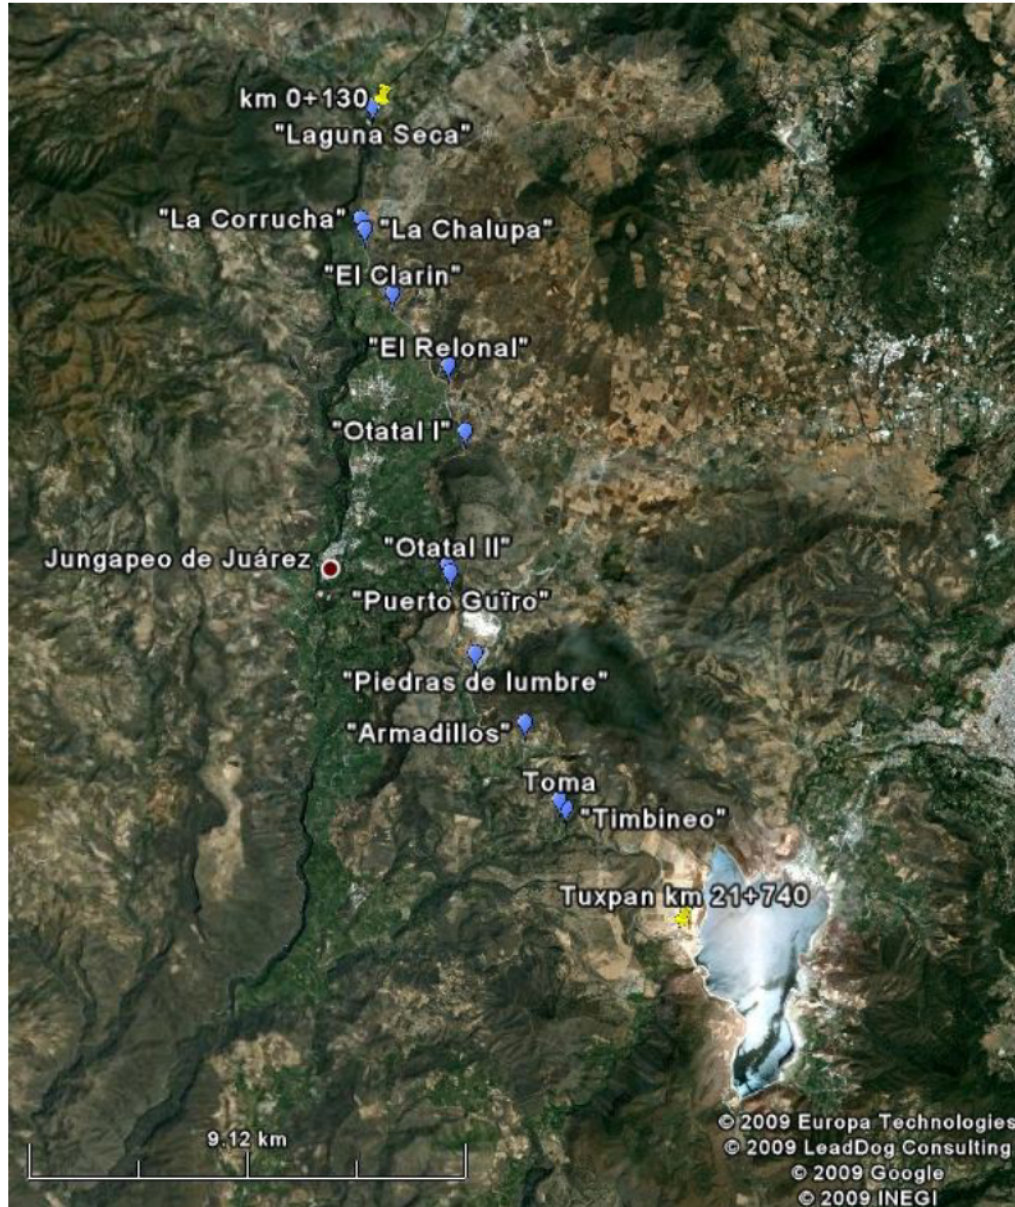 km 0+130
"Laguna Seca"
"La Corrucha"
"La Chalupa"
"El Clarin"
"El Relonal"
"Otatal I"
"Otatal II"
Jungapeo de Juárez
"Puerto Guïro"
"Piedras de lumbre"
"Armadillos"
Toma
"Timbineo"
Tuxpan km 21+740
9.12 km
© 2009 Europa Technologies
© 2009 LeadDog Consulting
© 2009 Google
© 2009 INEGI